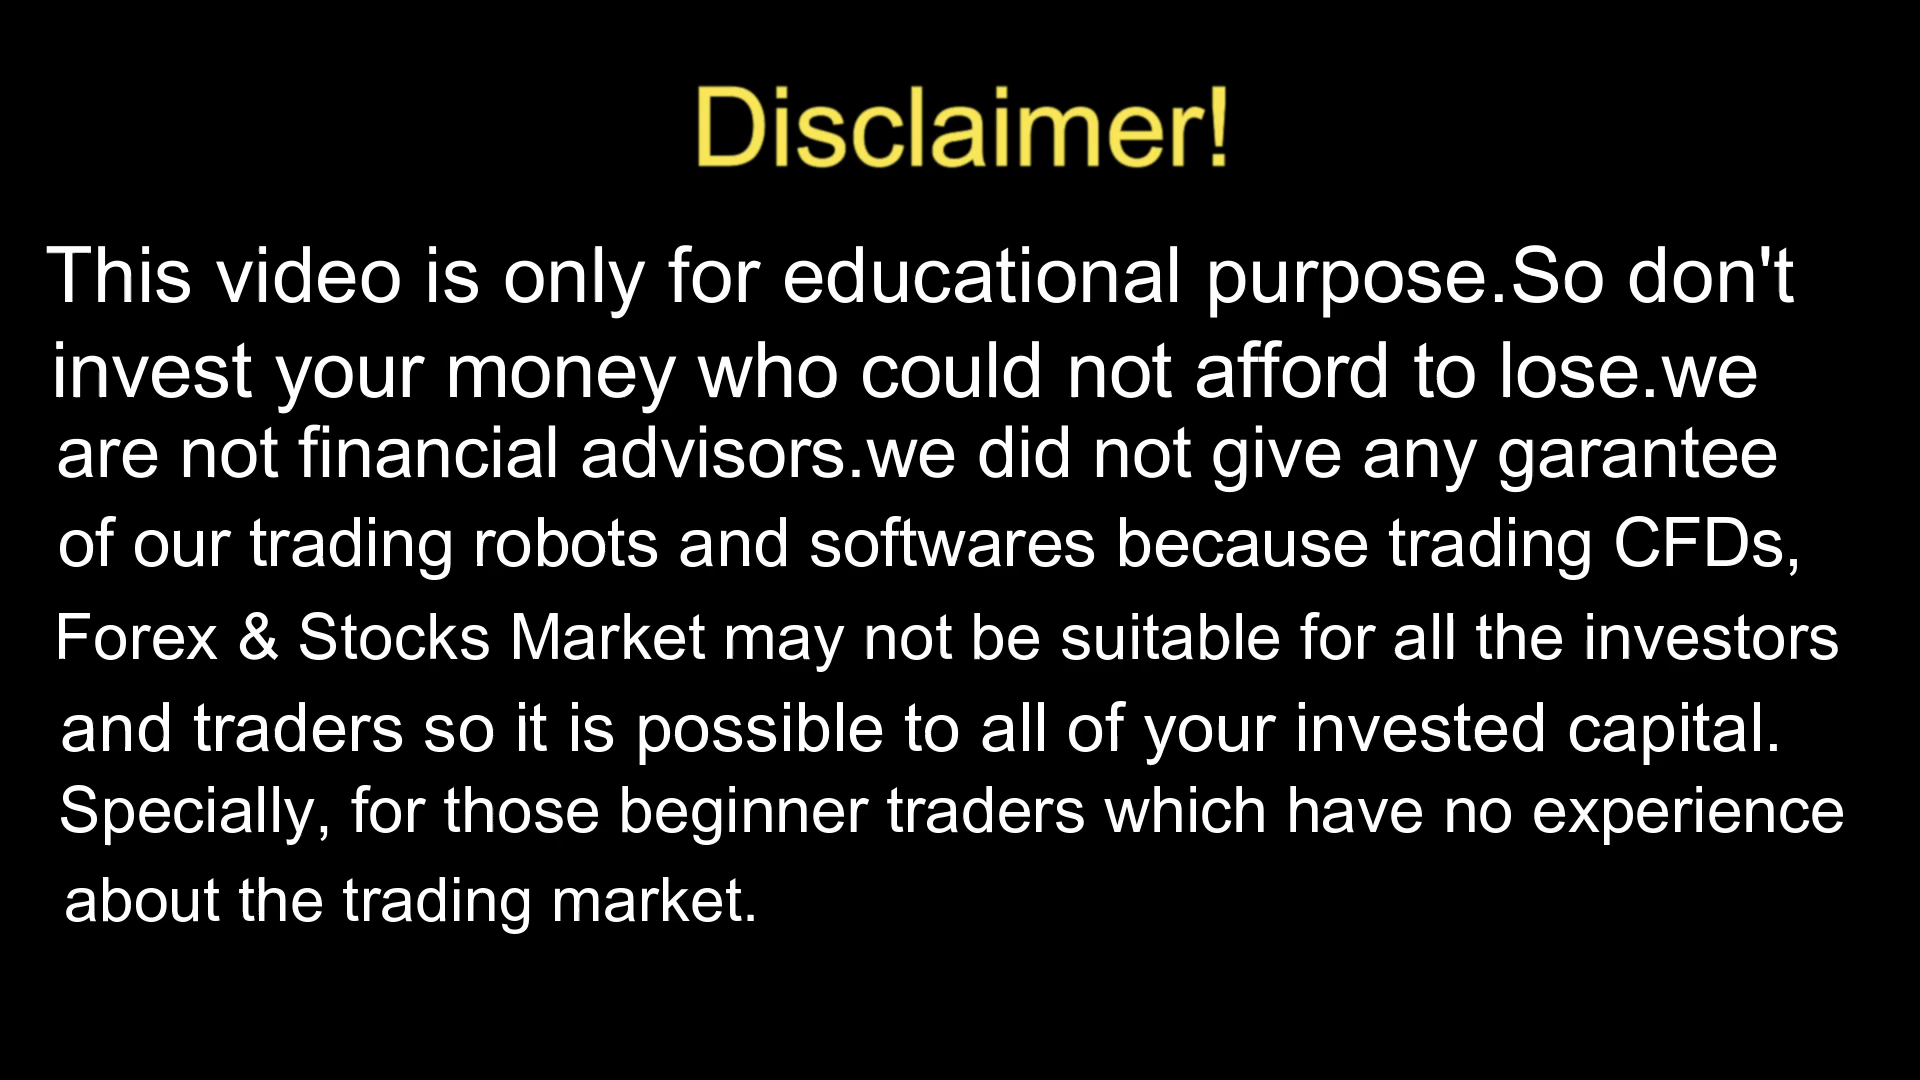 Disclaimer!
This video is only for educational purpose.So don't
invest your money who could not afford to lose.we
are not financial advisors.we did not give any garantee
of our trading robots and softwares because trading CFDs,
Forex & Stocks Market may not be suitable for all the investors
and traders so it is possible to all of your invested capital.
Specially, for those beginner traders which have no experience
about the trading market.